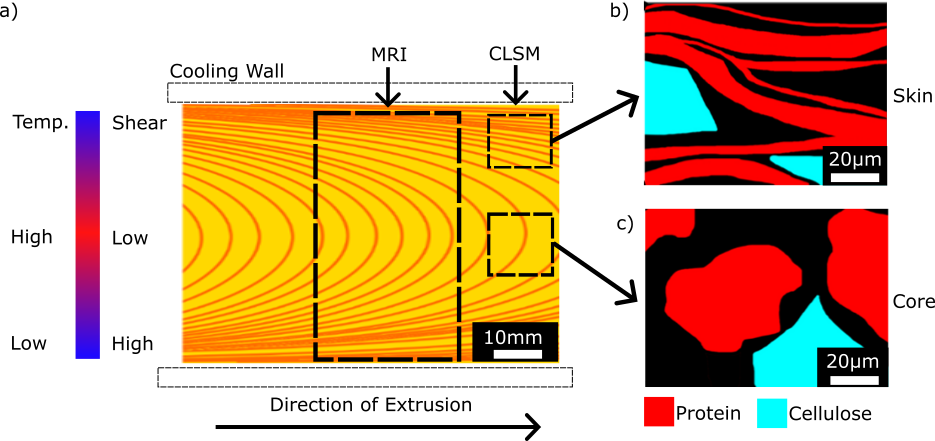 a)
Cooling Wall
MRI
CLSM
Temp.
Shear
High
Low
Low
High
10mm
Direction of Extrusion
b)
Skin
20μm
c)
Core
20μm
Protein
Cellulose